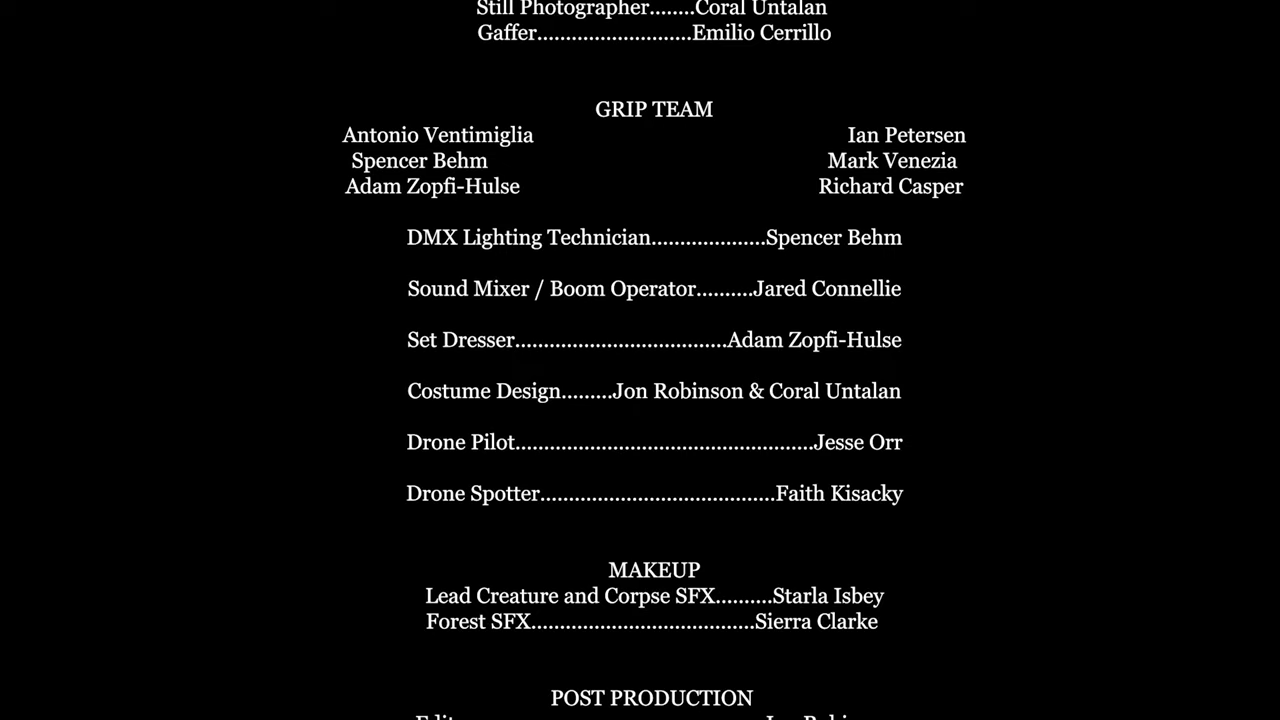 Still Photographer........Coral Untalan
Gaffer...........................Emilio Cerrillo
GRIP TEAM
Antonio Ventimiglia Ian Petersen
Spencer Behm Mark Venezia
Adam Zopfi-Hulse Richard Casper
DMX Lighting Technician....................Spencer Behm
Sound Mixer / Boom Operator..........Jared Connellie
Set Dresser.....................................Adam Zopfi-Hulse
Costume Design.........Jon Robinson & Coral Untalan
Drone Pilot....................................................Jesse Orr
Drone Spotter.........................................Faith Kisacky
MAKEUP
Lead Creature and Corpse SFX..........Starla Isbey
Forest SFX.......................................Sierra Clarke
POST PRODUCTION